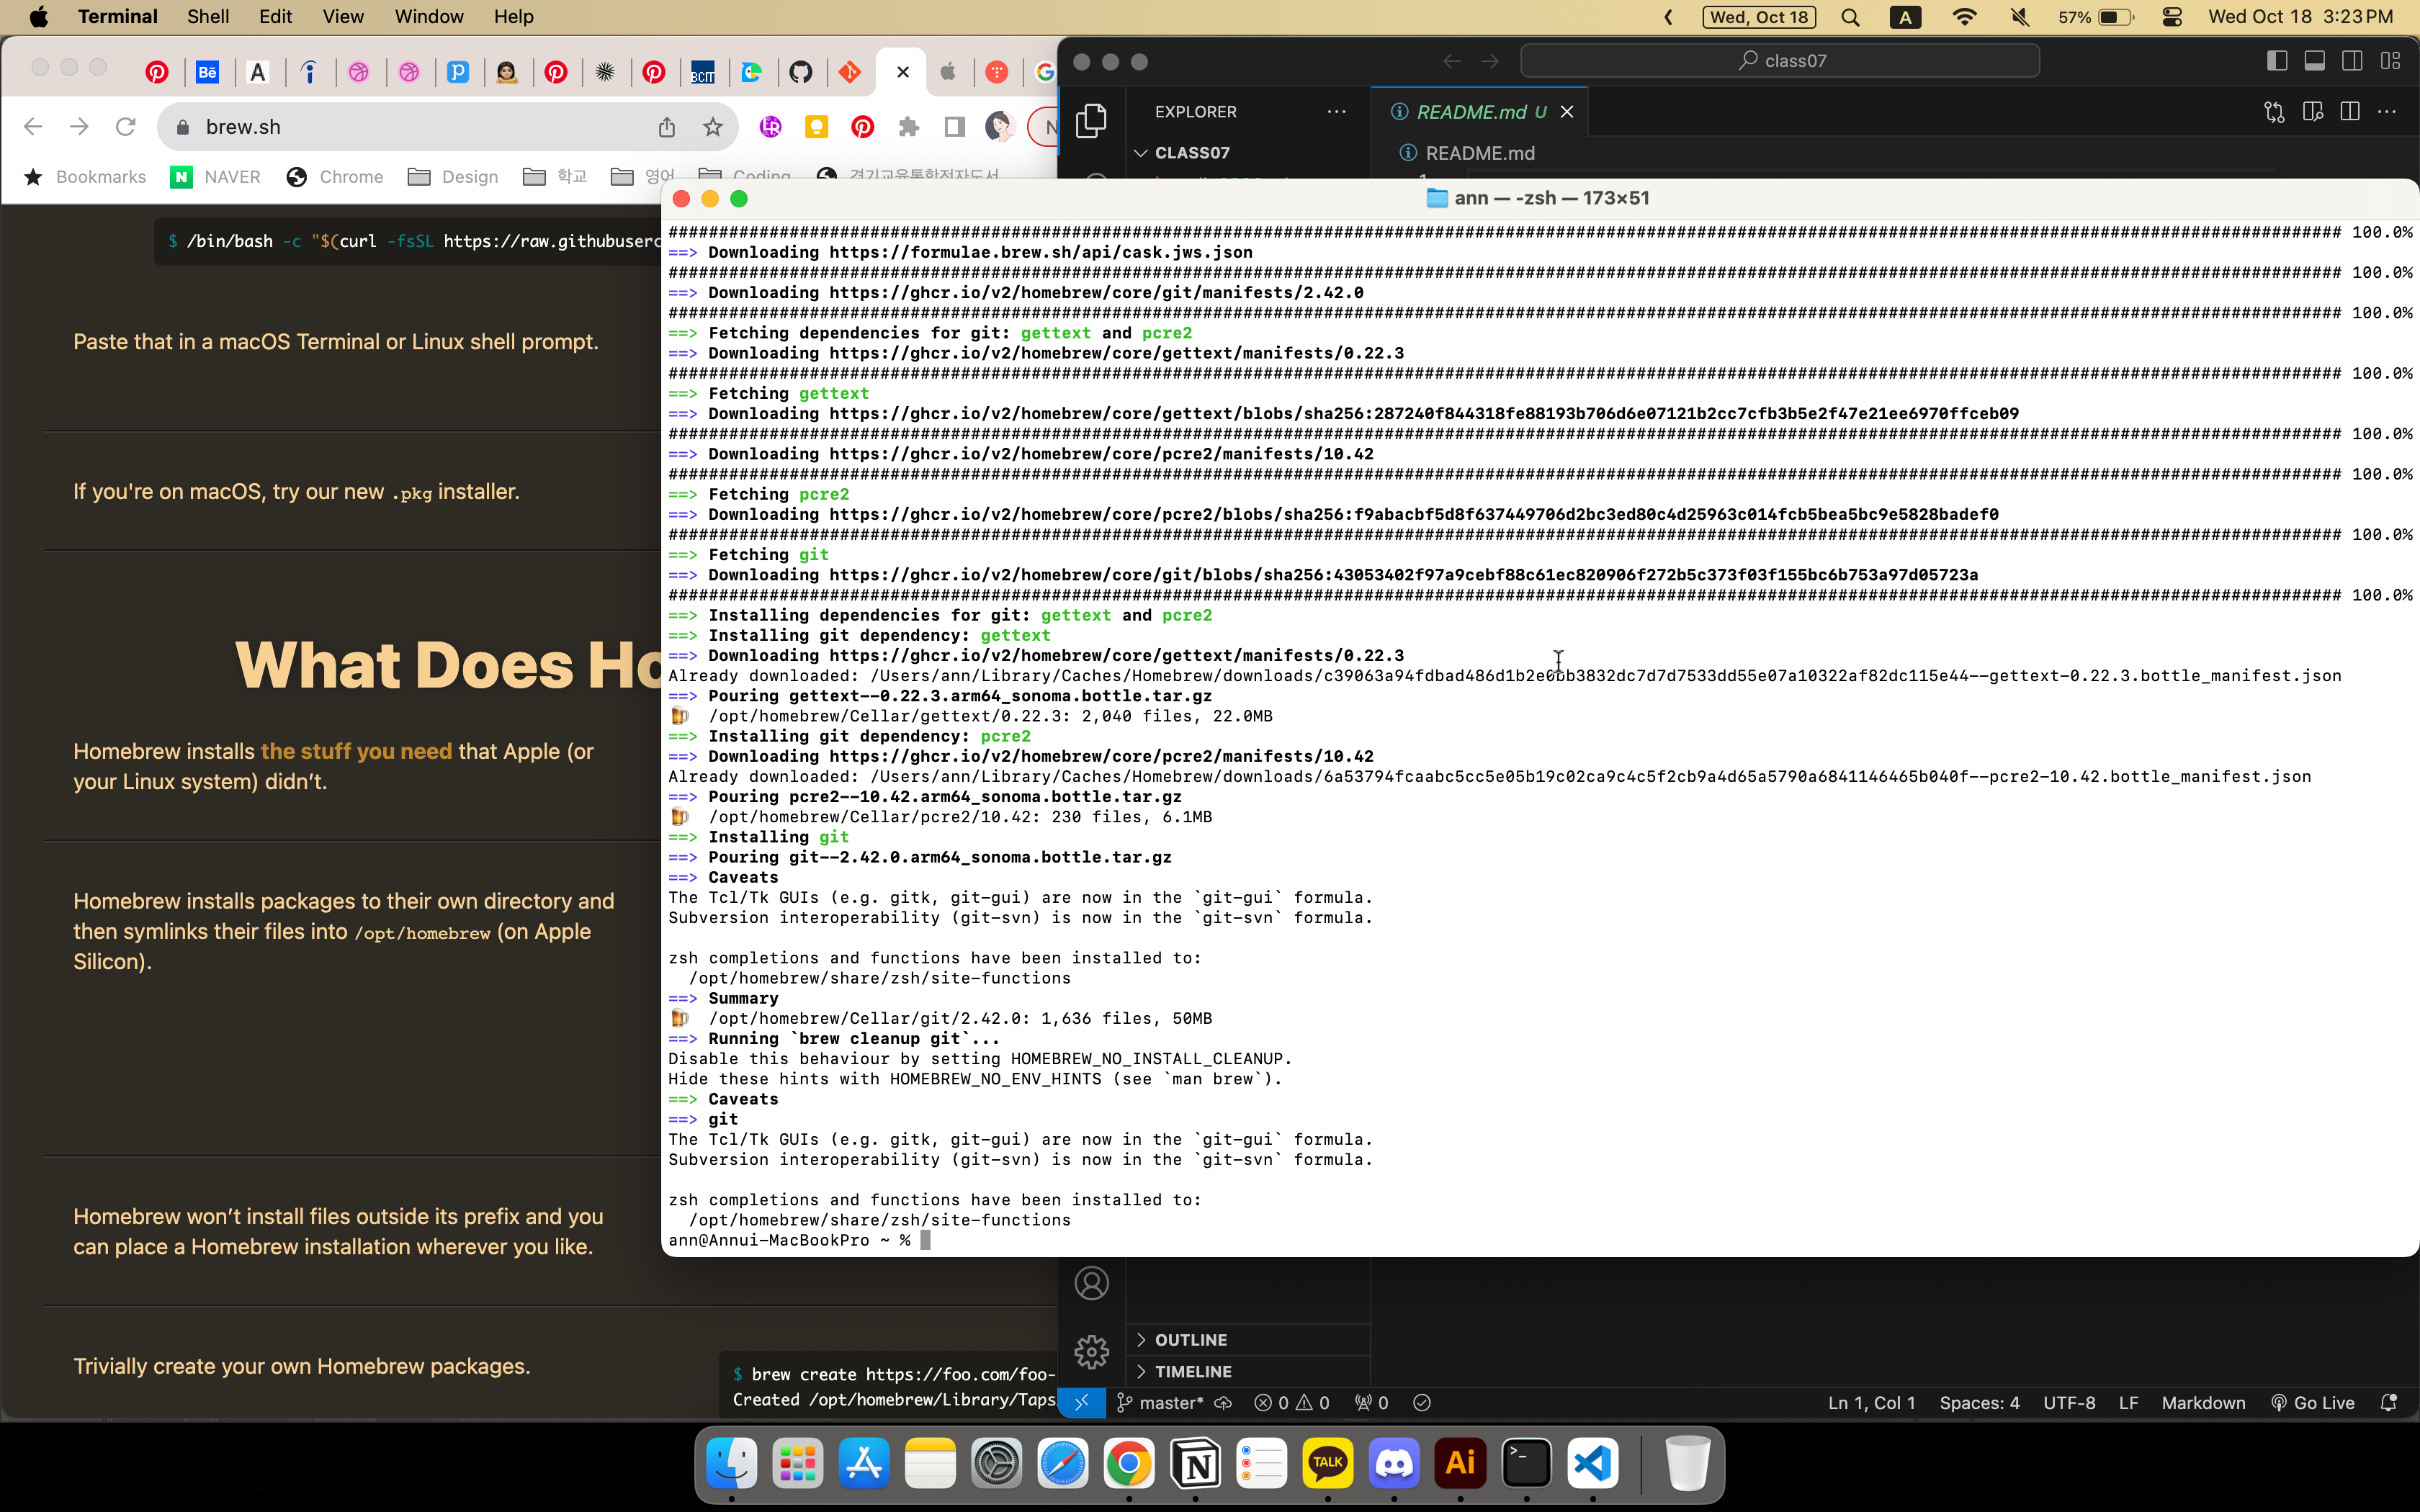 Terminal Shell Edit View Window Help
Wed, Oct 18 A 57% Wed Oct 18 3:23 PM
brew.sh
Bookmarks NAVER Chrome Design 학교 영어 Coding 경기교육통합전자도서
$ /bin/bash -c "$(curl -fsSL https://raw.githubuserc
Paste that in a macOS Terminal or Linux shell prompt.
If you're on macOS, try our new .pkg installer.
What Does Ho
Homebrew installs the stuff you need that Apple (or
your Linux system) didn't.
Homebrew installs packages to their own directory and
then symlinks their files into /opt/homebrew (on Apple
Silicon).
Homebrew won't install files outside its prefix and you
can place a Homebrew installation wherever you like.
Trivially create your own Homebrew packages.
$ brew create https://foo.com/foo-
Created /opt/homebrew/Library/Taps
class07
EXPLORER
README.md U
CLASS07
README.md
ann — -zsh — 173×51
######################################################################## 100.0%
==> Downloading https://formulae.brew.sh/api/cask.jws.json
######################################################################## 100.0%
==> Downloading https://ghcr.io/v2/homebrew/core/git/manifests/2.42.0
######################################################################## 100.0%
==> Fetching dependencies for git: gettext and pcre2
==> Downloading https://ghcr.io/v2/homebrew/core/gettext/manifests/0.22.3
######################################################################## 100.0%
==> Fetching gettext
==> Downloading https://ghcr.io/v2/homebrew/core/gettext/blobs/sha256:287240f844318fe88193b706d6e07121b2cc7cfb3b5e2f47e21ee6970ffceb09
######################################################################## 100.0%
==> Downloading https://ghcr.io/v2/homebrew/core/pcre2/manifests/10.42
######################################################################## 100.0%
==> Fetching pcre2
==> Downloading https://ghcr.io/v2/homebrew/core/pcre2/blobs/sha256:f9abacbf5d8f637449706d2bc3ed80c4d25963c014fcb5bea5bc9e5828badef0
######################################################################## 100.0%
==> Fetching git
==> Downloading https://ghcr.io/v2/homebrew/core/git/blobs/sha256:43053402f97a9cebf88c61ec820906f272b5c373f03f155bc6b753a97d05723a
######################################################################## 100.0%
==> Installing dependencies for git: gettext and pcre2
==> Installing git dependency: gettext
==> Downloading https://ghcr.io/v2/homebrew/core/gettext/manifests/0.22.3
Already downloaded: /Users/ann/Library/Caches/Homebrew/downloads/c39063a94fdbad486d1b2e6db3832dc7d7d7533dd55e07a10322af82dc115e44--gettext-0.22.3.bottle_manifest.json
==> Pouring gettext--0.22.3.arm64_sonoma.bottle.tar.gz
🍺 /opt/homebrew/Cellar/gettext/0.22.3: 2,040 files, 22.0MB
==> Installing git dependency: pcre2
==> Downloading https://ghcr.io/v2/homebrew/core/pcre2/manifests/10.42
Already downloaded: /Users/ann/Library/Caches/Homebrew/downloads/6a53794fcaabc5cc5e05b19c02ca9c4c5f2cb9a4d65a5790a6841146465b040f--pcre2-10.42.bottle_manifest.json
==> Pouring pcre2--10.42.arm64_sonoma.bottle.tar.gz
🍺 /opt/homebrew/Cellar/pcre2/10.42: 230 files, 6.1MB
==> Installing git
==> Pouring git--2.42.0.arm64_sonoma.bottle.tar.gz
==> Caveats
The Tcl/Tk GUIs (e.g. gitk, git-gui) are now in the `git-gui` formula.
Subversion interoperability (git-svn) is now in the `git-svn` formula.
zsh completions and functions have been installed to:
/opt/homebrew/share/zsh/site-functions
==> Summary
🍺 /opt/homebrew/Cellar/git/2.42.0: 1,636 files, 50MB
==> Running `brew cleanup git`...
Disable this behaviour by setting HOMEBREW_NO_INSTALL_CLEANUP.
Hide these hints with HOMEBREW_NO_ENV_HINTS (see `man brew`).
==> Caveats
==> git
The Tcl/Tk GUIs (e.g. gitk, git-gui) are now in the `git-gui` formula.
Subversion interoperability (git-svn) is now in the `git-svn` formula.
zsh completions and functions have been installed to:
/opt/homebrew/share/zsh/site-functions
ann@Annui-MacBookPro ~ %
OUTLINE
TIMELINE
master* 0 0 0 Ln 1, Col 1 Spaces: 4 UTF-8 LF Markdown Go Live
TALK Ai